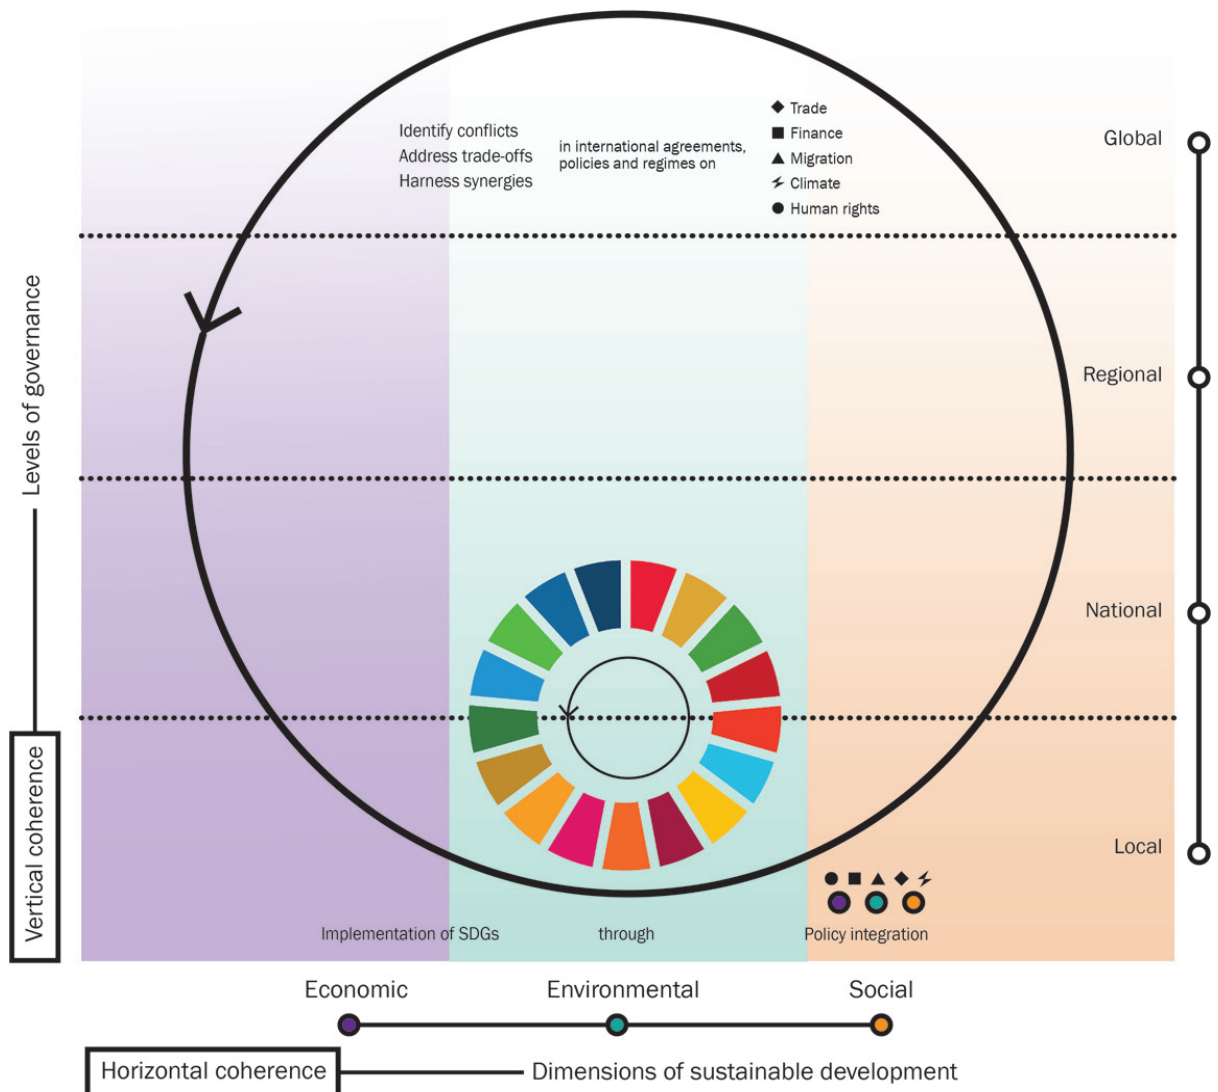 Identify conflicts
Address trade-offs
Harness synergies
in international agreements,
policies and regimes on
Trade
Finance
Migration
Climate
Human rights
Global
Regional
National
Local
Levels of governance
Vertical coherence
Implementation of SDGs through Policy integration
Economic Environmental Social
Horizontal coherence Dimensions of sustainable development